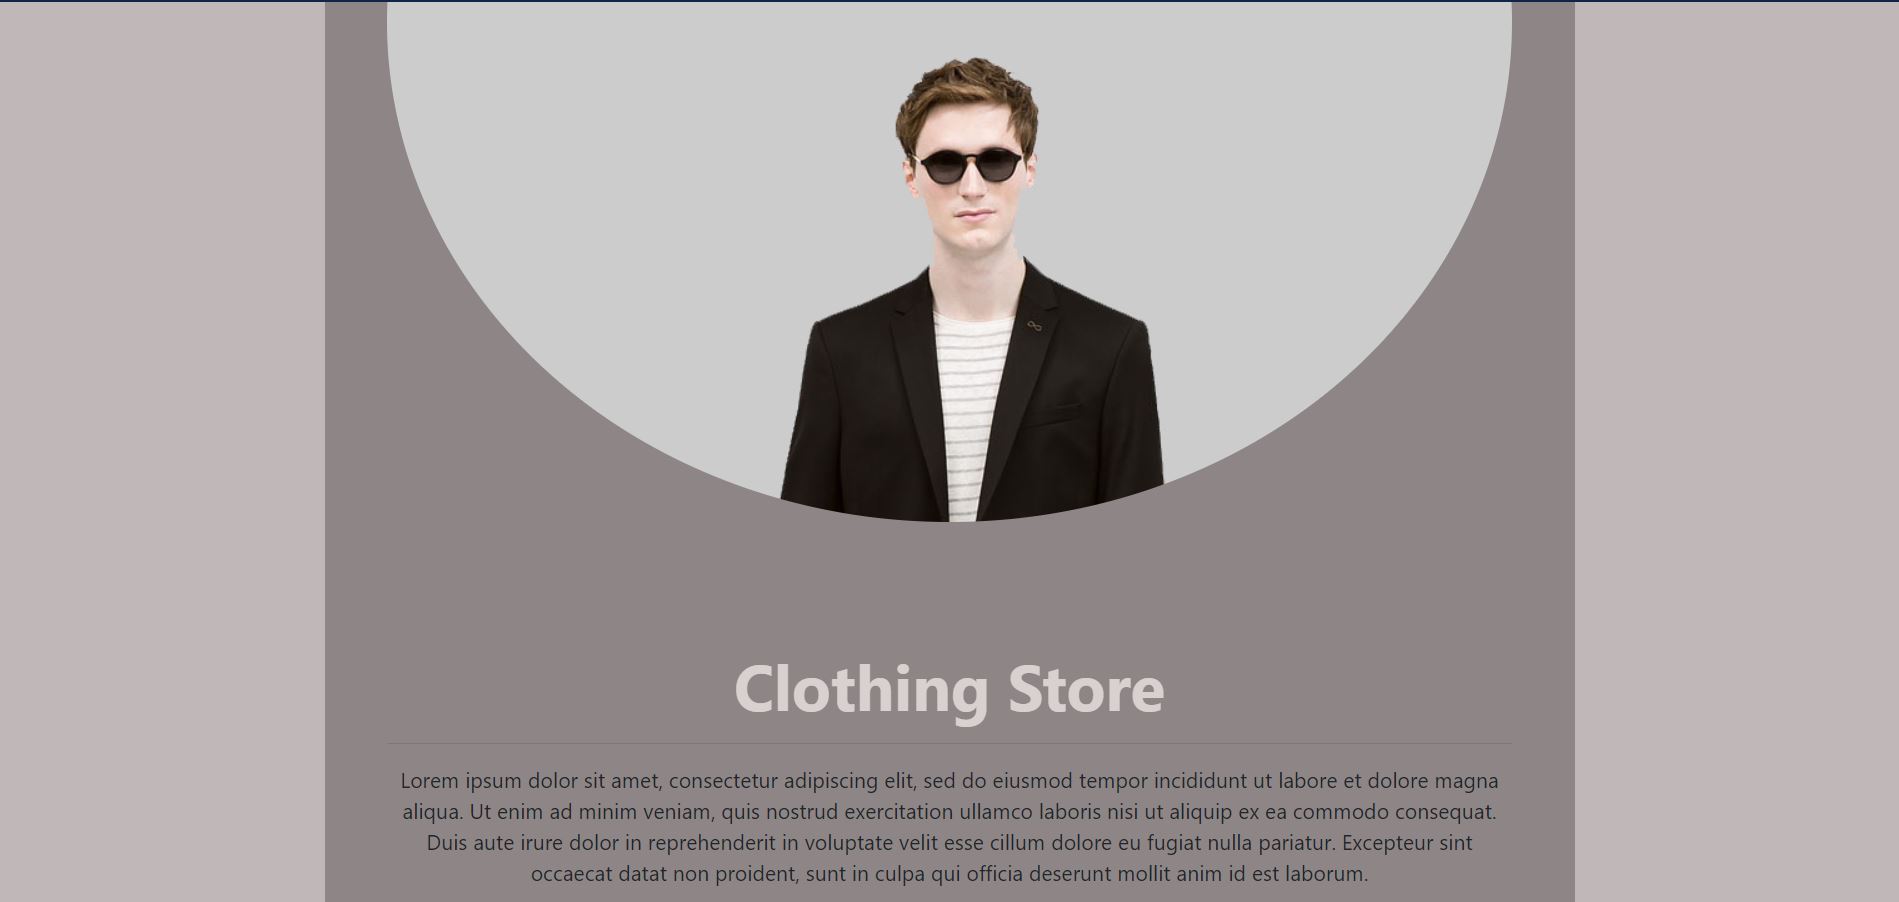 Clothing Store
Lorem ipsum dolor sit amet, consectetur adipiscing elit, sed do eiusmod tempor incididunt ut labore et dolore magna
aliqua. Ut enim ad minim veniam, quis nostrud exercitation ullamco laboris nisi ut aliquip ex ea commodo consequat.
Duis aute irure dolor in reprehenderit in voluptate velit esse cillum dolore eu fugiat nulla pariatur. Excepteur sint
occaecat datat non proident, sunt in culpa qui officia deserunt mollit anim id est laborum.